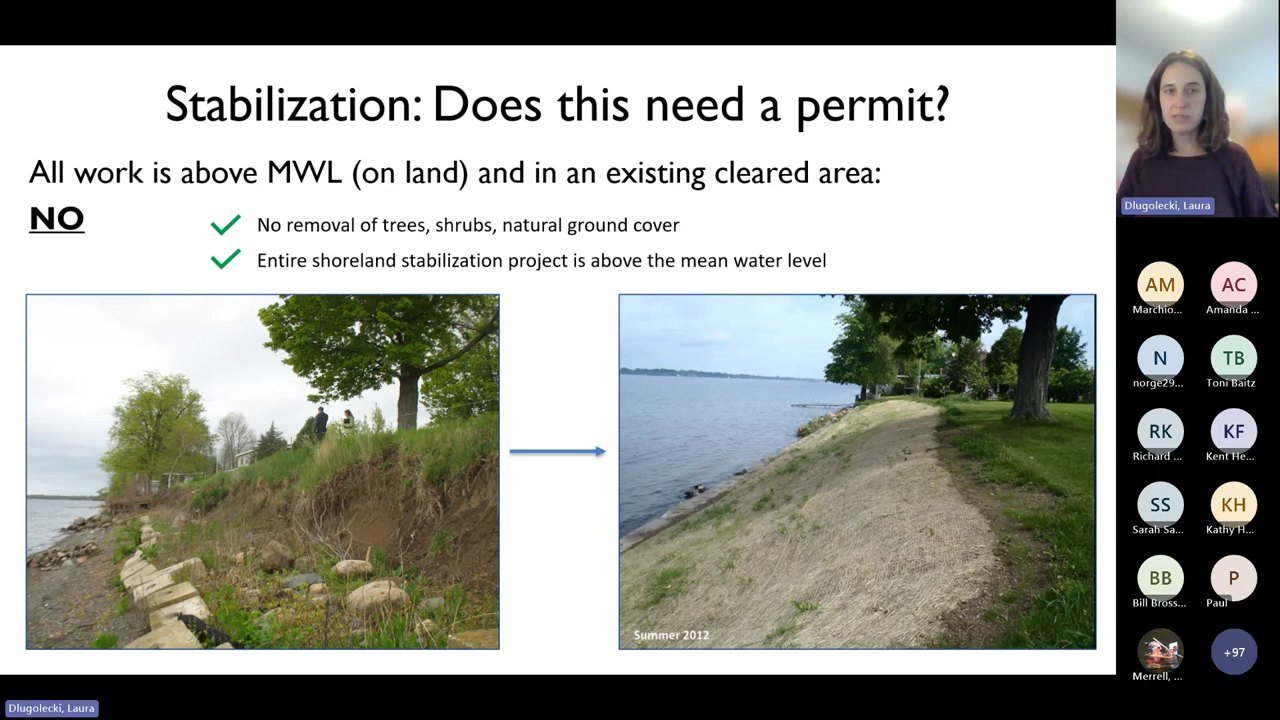 Stabilization: Does this need a permit?
All work is above MWL (on land) and in an existing cleared area:
NO
No removal of trees, shrubs, natural ground cover
Entire shoreland stabilization project is above the mean water level
Summer 2012
Dlugolecki, Laura
AM
Marchio...
AC
Amanda ...
N
norge29...
TB
Toni Baitz
RK
Richard ...
KF
Kent He...
SS
Sarah Sa...
KH
Kathy H...
BB
Bill Bross...
P
Paul
Merrell, ...
+97
Dlugolecki, Laura